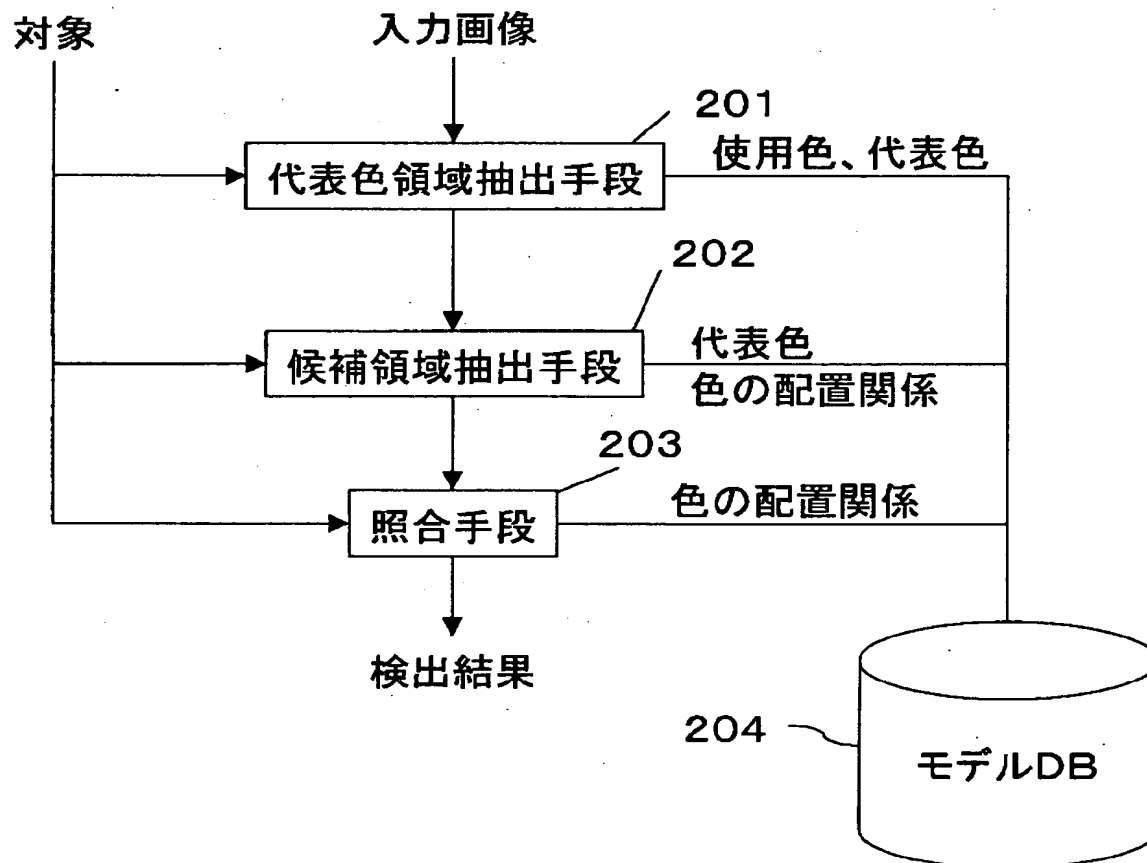 対象
入力画像
201
代表色領域抽出手段
使用色、代表色
202
候補領域抽出手段
代表色
色の配置関係
203
照合手段
色の配置関係
検出結果
204
モデルDB